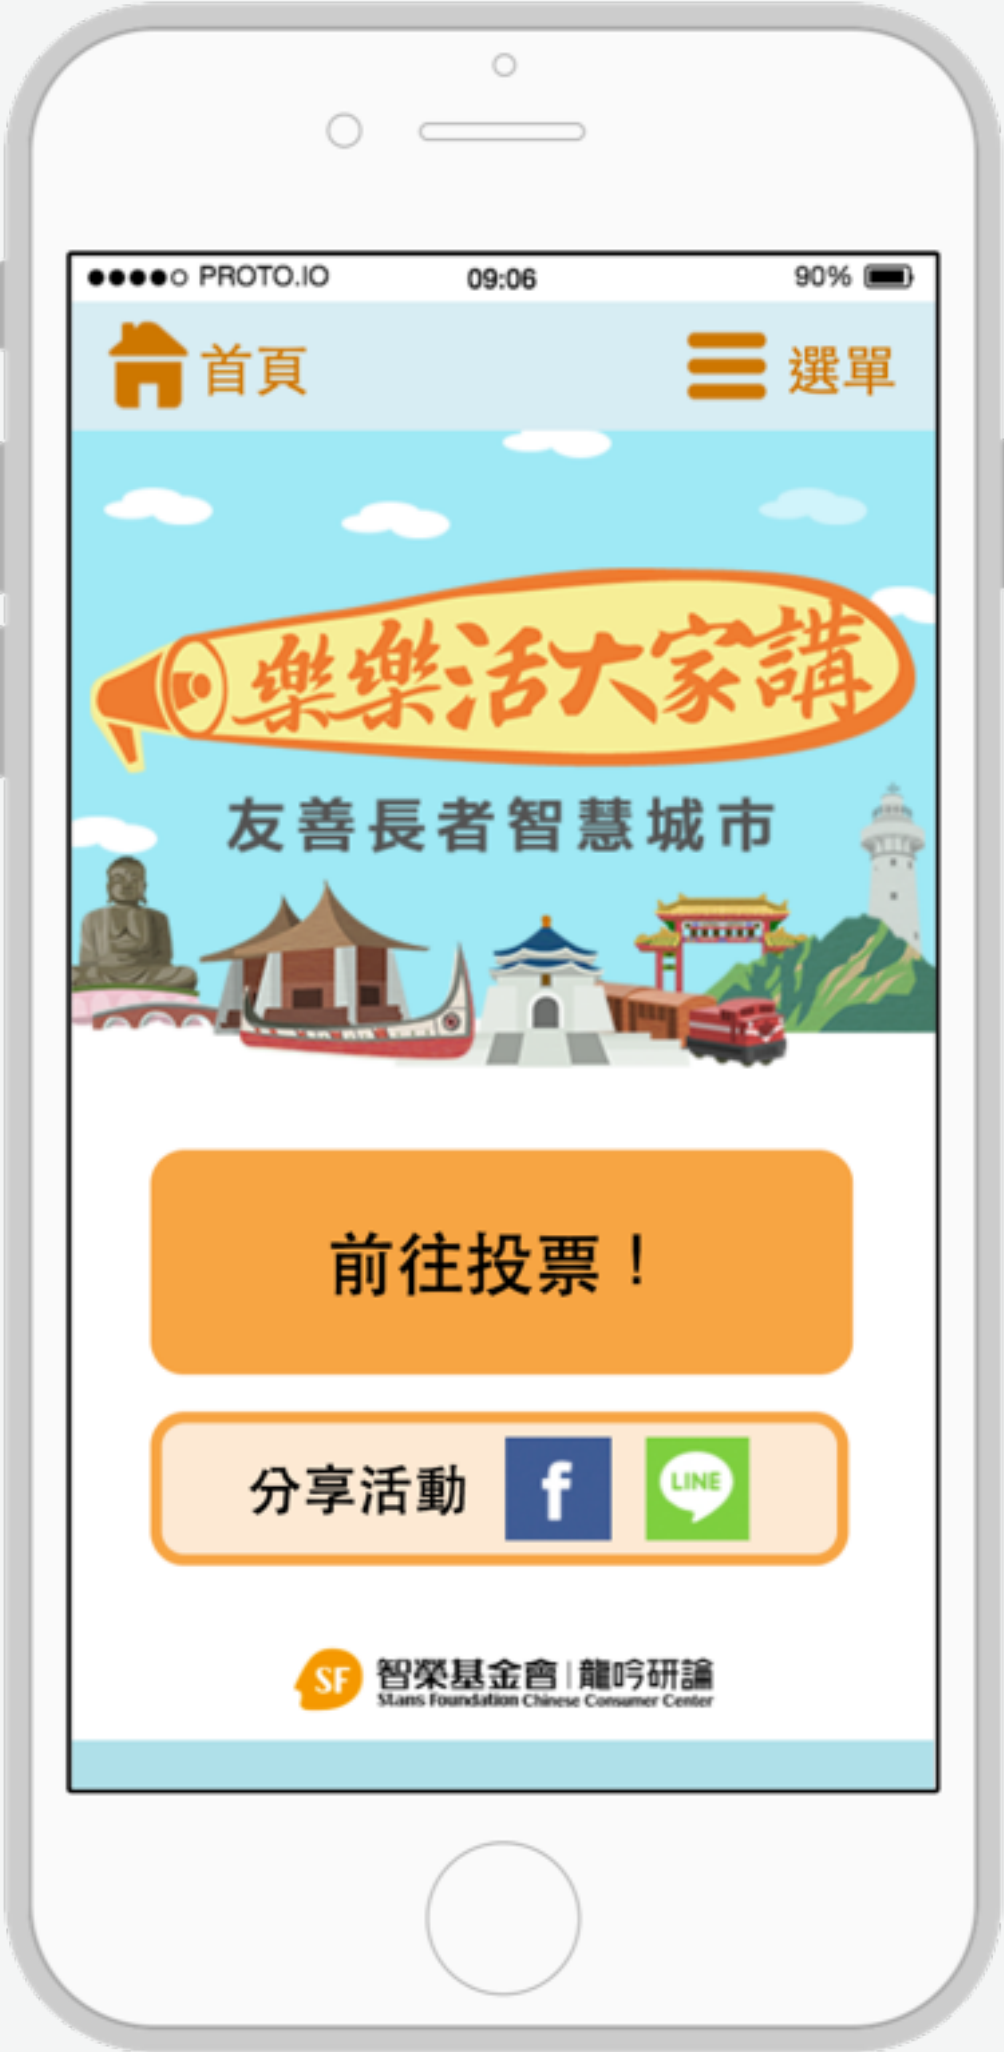 PROTO.IO 09:06 90%
首頁 選單
樂樂活大家講
友善長者智慧城市
前往投票！
分享活動 f LINE
SF 智榮基金會|龍吟研論
Stans Foundation Chinese Consumer Center